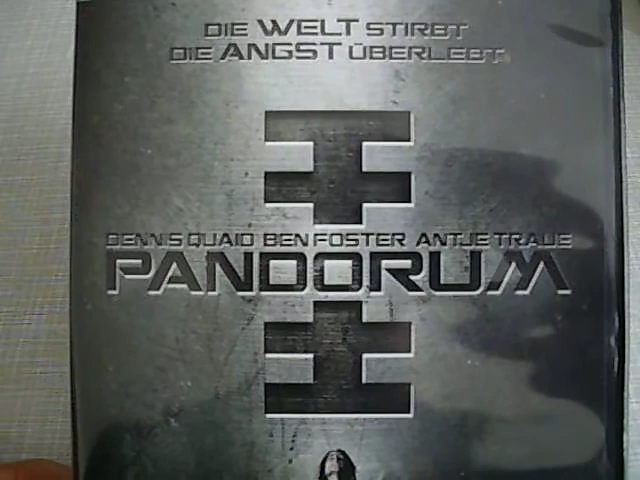 DIE WELT STIRBT
DIE ANGST ÜBERLEBT
DENNIS QUAID BEN FOSTER ANTJE TRAUE
PANDORUM